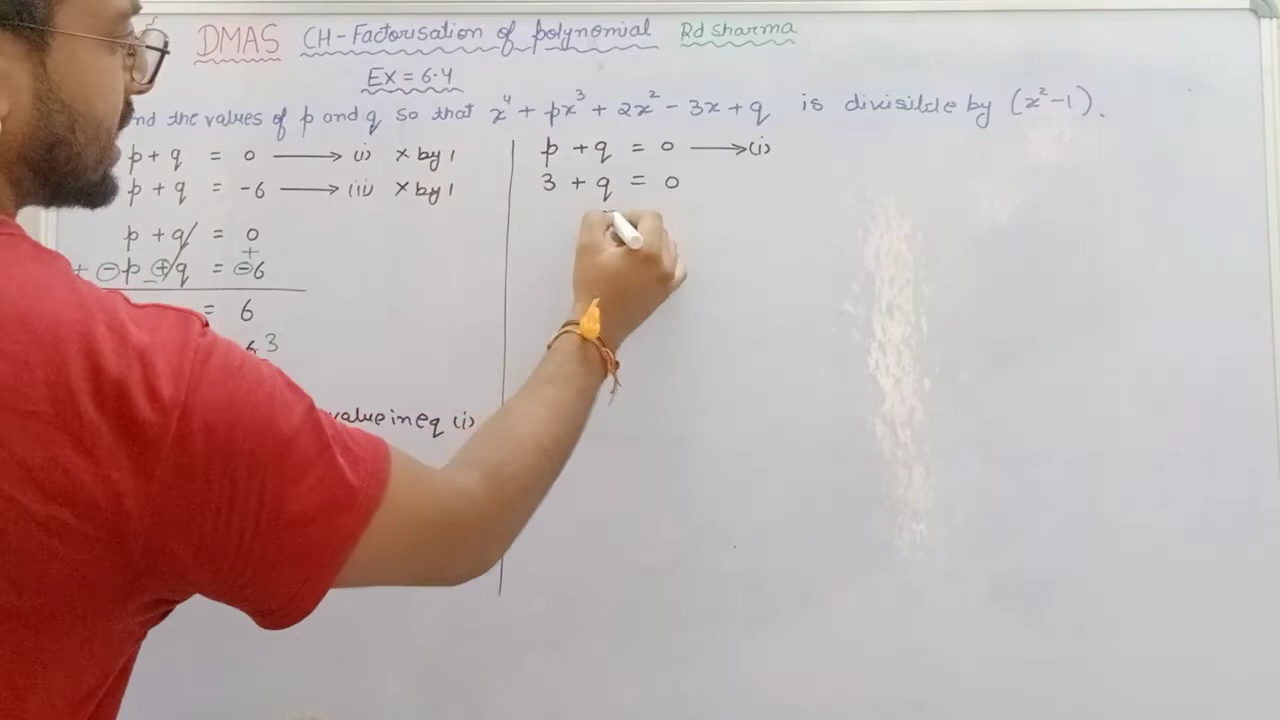 DMAS CH-Factorisation of polynomial Rd sharma
Ex = 6.4
nd the values of p and q so that x⁴ + px³ + 2x² - 3x + q is divisible by (x² - 1).
p + q = 0 ⟶ (i) × by 1
p + q = -6 ⟶ (ii) × by 1
p + q = 0
+ ⊖p ⊕q = ⊖6
= 6
3
value in eq (i)
p + q = 0 ⟶ (i)
3 + q = 0